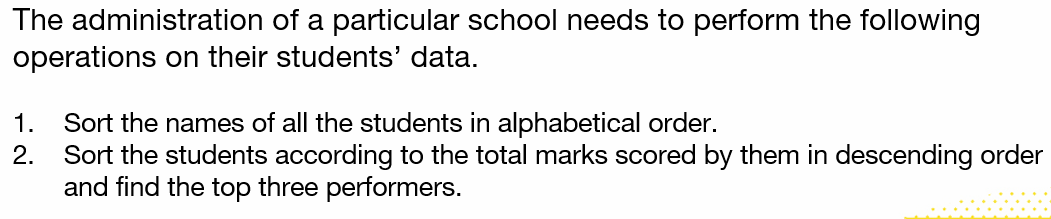 The administration of a particular school needs to perform the following
operations on their students’ data.
1. Sort the names of all the students in alphabetical order.
2. Sort the students according to the total marks scored by them in descending order
and find the top three performers.